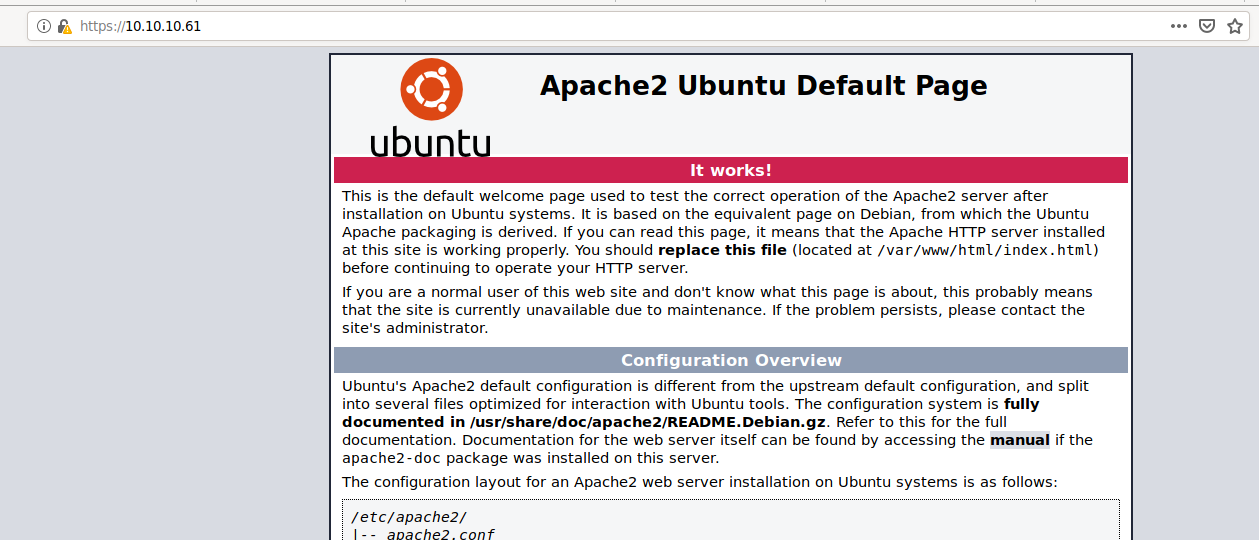 https://10.10.10.61
Apache2 Ubuntu Default Page
ubuntu
It works!
This is the default welcome page used to test the correct operation of the Apache2 server after
installation on Ubuntu systems. It is based on the equivalent page on Debian, from which the Ubuntu
Apache packaging is derived. If you can read this page, it means that the Apache HTTP server installed
at this site is working properly. You should replace this file (located at /var/www/html/index.html)
before continuing to operate your HTTP server.
If you are a normal user of this web site and don't know what this page is about, this probably means
that the site is currently unavailable due to maintenance. If the problem persists, please contact the
site's administrator.
Configuration Overview
Ubuntu's Apache2 default configuration is different from the upstream default configuration, and split
into several files optimized for interaction with Ubuntu tools. The configuration system is fully
documented in /usr/share/doc/apache2/README.Debian.gz. Refer to this for the full
documentation. Documentation for the web server itself can be found by accessing the manual if the
apache2-doc package was installed on this server.
The configuration layout for an Apache2 web server installation on Ubuntu systems is as follows:
/etc/apache2/
|-- apache2.conf